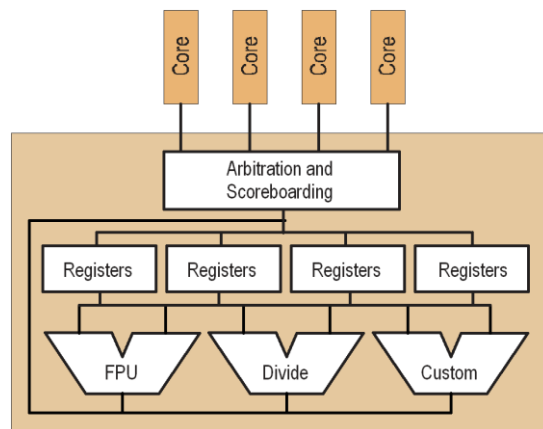 Core
Core
Core
Core
Arbitration and
Scoreboarding
Registers
Registers
Registers
Registers
FPU
Divide
Custom